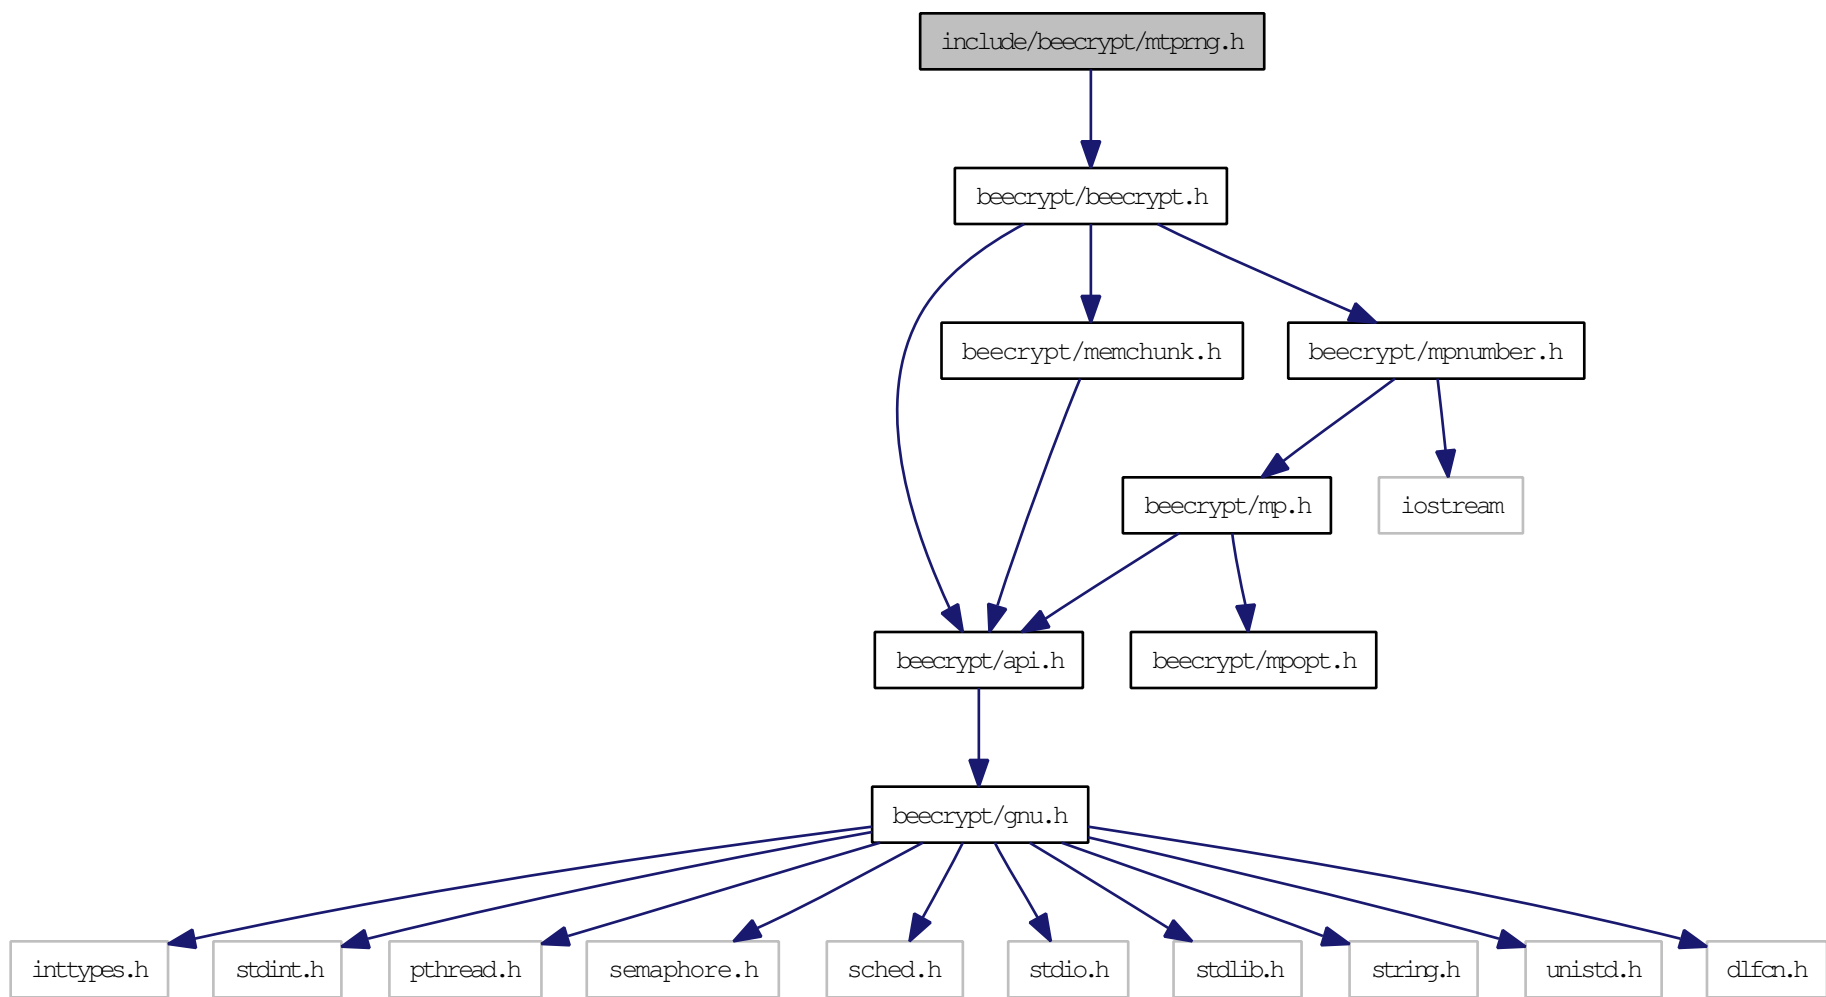 include/beecrypt/mtprng.h
beecrypt/beecrypt.h
beecrypt/memchunk.h
beecrypt/mpnumber.h
beecrypt/mp.h
iostream
beecrypt/api.h
beecrypt/mpopt.h
beecrypt/gnu.h
inttypes.h
stdint.h
pthread.h
semaphore.h
sched.h
stdio.h
stdlib.h
string.h
unistd.h
dlfcn.h